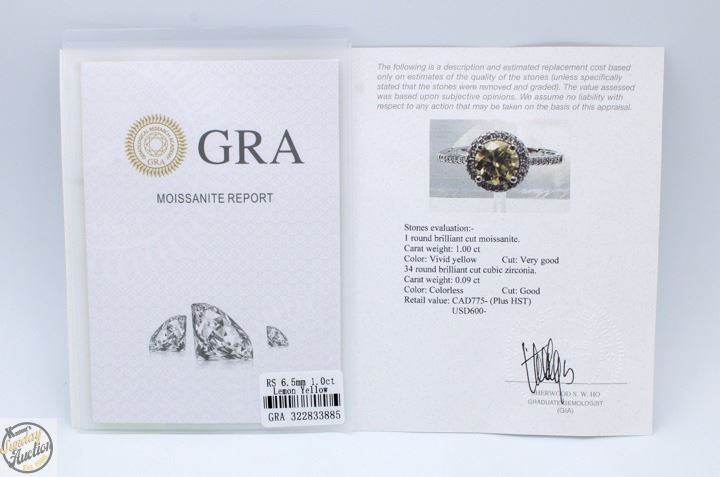 GRA
MOISSANITE REPORT
GRA
RS 6.5mm 1.0ct
Lemon Yellow
GRA 322833885
The following is a description and estimated replacement cost based
only on estimates of the quality of the stones (unless specifically
stated that the stones were removed and graded). The value assessed
was based upon subjective opinions. We assume no liability with
respect to any action that may be taken on the basis of this appraisal.
Stones evaluation:-
1 round brilliant cut moissanite.
Carat weight: 1.00 ct
Color: Vivid yellow Cut: Very good
34 round brilliant cut cubic zirconia.
Carat weight: 0.09 ct
Color: Colorless Cut: Good
Retail value: CAD775- (Plus HST)
USD600-
SHERWOOD S. W. HO
GRADUATE GEMOLOGIST
(GIA)
Sunday
Auction